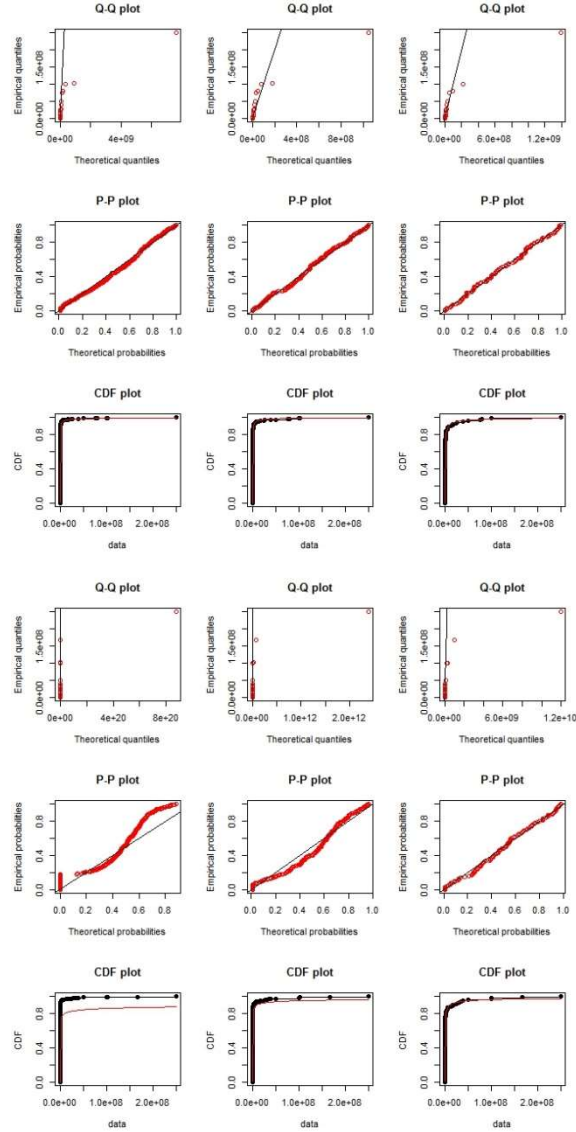 Q-Q plot Q-Q plot Q-Q plot
Empirical quantiles Empirical quantiles Empirical quantiles
0.0e+00 1.5e+08 0.0e+00 1.5e+08 0.0e+00 1.5e+08
0e+00 4e+09 0e+00 4e+08 8e+08 0.0e+00 6.0e+08 1.2e+09
Theoretical quantiles Theoretical quantiles Theoretical quantiles
P-P plot P-P plot P-P plot
Empirical probabilities Empirical probabilities Empirical probabilities
0.0 0.4 0.8 0.0 0.4 0.8 0.0 0.4 0.8
0.0 0.2 0.4 0.6 0.8 1.0 0.0 0.2 0.4 0.6 0.8 1.0 0.0 0.2 0.4 0.6 0.8 1.0
Theoretical probabilities Theoretical probabilities Theoretical probabilities
CDF plot CDF plot CDF plot
CDF CDF CDF
0.0 0.4 0.8 0.0 0.4 0.8 0.0 0.4 0.8
0.0e+00 1.0e+08 2.0e+08 0.0e+00 1.0e+08 2.0e+08 0.0e+00 1.0e+08 2.0e+08
data data data
Q-Q plot Q-Q plot Q-Q plot
Empirical quantiles Empirical quantiles Empirical quantiles
0.0e+00 1.5e+08 0.0e+00 1.5e+08 0.0e+00 1.5e+08
0e+00 4e+20 8e+20 0.0e+00 1.0e+12 2.0e+12 0.0e+00 6.0e+09 1.2e+10
Theoretical quantiles Theoretical quantiles Theoretical quantiles
P-P plot P-P plot P-P plot
Empirical probabilities Empirical probabilities Empirical probabilities
0.0 0.4 0.8 0.0 0.4 0.8 0.0 0.4 0.8
0.0 0.2 0.4 0.6 0.8 0.0 0.2 0.4 0.6 0.8 1.0 0.0 0.2 0.4 0.6 0.8 1.0
Theoretical probabilities Theoretical probabilities Theoretical probabilities
CDF plot CDF plot CDF plot
CDF CDF CDF
0.0 0.4 0.8 0.0 0.4 0.8 0.0 0.4 0.8
0.0e+00 1.0e+08 2.0e+08 0.0e+00 1.0e+08 2.0e+08 0.0e+00 1.0e+08 2.0e+08
data data data